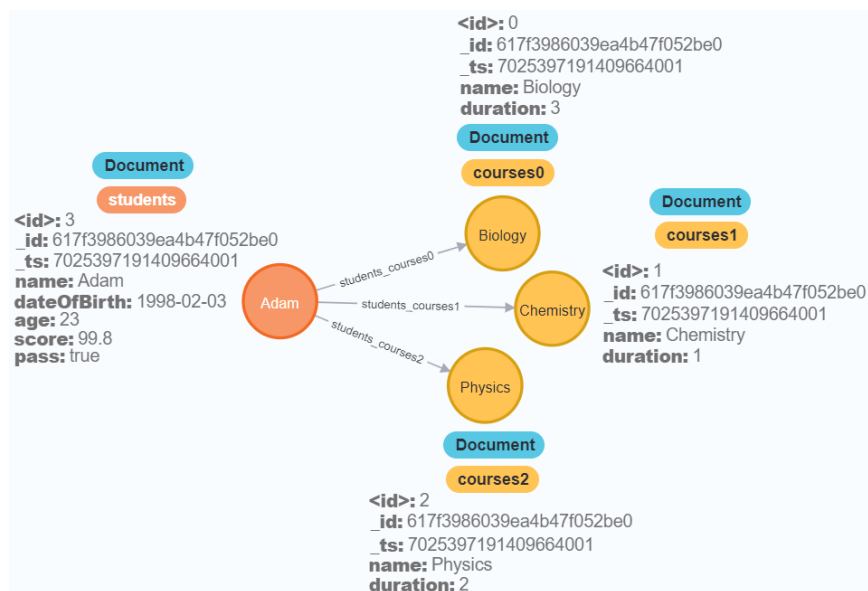 <id>: 0
_id: 617f3986039ea4b47f052be0
_ts: 7025397191409664001
name: Biology
duration: 3
Document
courses0
Document
students
<id>: 3
_id: 617f3986039ea4b47f052be0
_ts: 7025397191409664001
name: Adam
dateOfBirth: 1998-02-03
age: 23
score: 99.8
pass: true
Adam
students_courses0
students_courses1
students_courses2
Biology
Chemistry
Physics
Document
courses1
<id>: 1
_id: 617f3986039ea4b47f052be0
_ts: 7025397191409664001
name: Chemistry
duration: 1
Document
courses2
<id>: 2
_id: 617f3986039ea4b47f052be0
_ts: 7025397191409664001
name: Physics
duration: 2